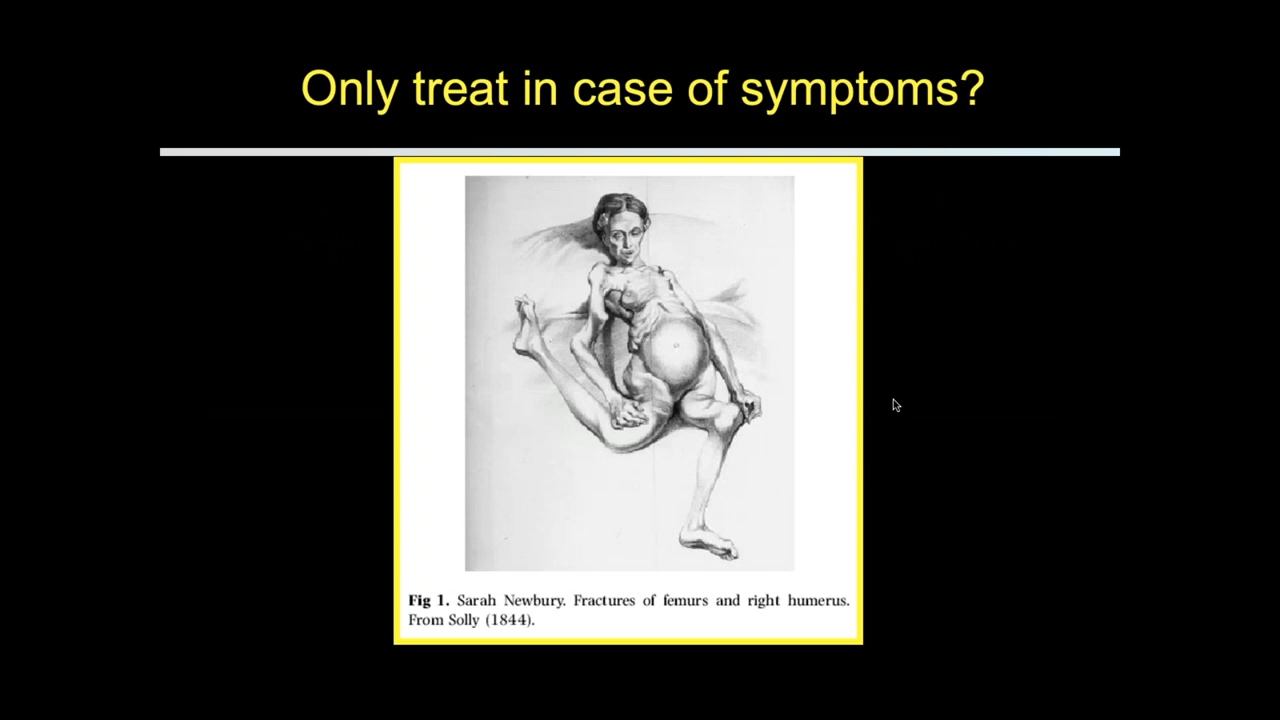 Only treat in case of symptoms?
Fig 1. Sarah Newbury. Fractures of femurs and right humerus.
From Solly (1844).